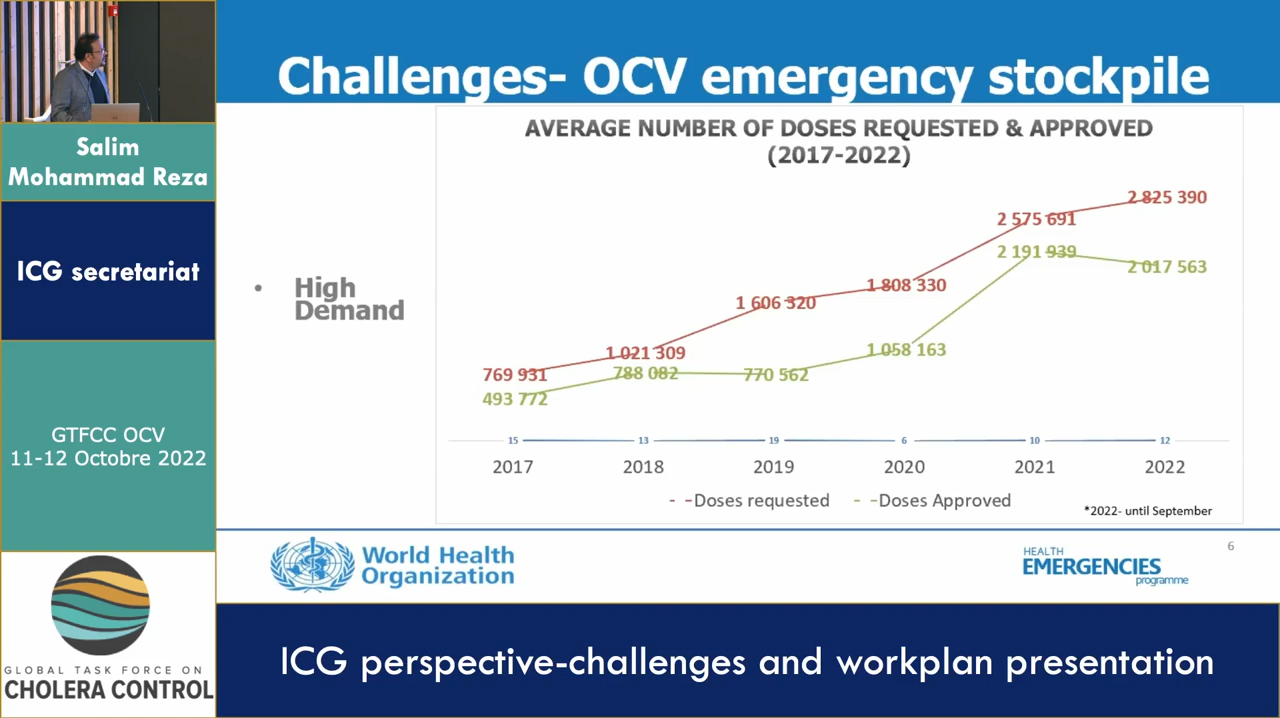 Challenges- OCV emergency stockpile
Salim
Mohammad Reza
ICG secretariat
GTFCC OCV
11-12 Octobre 2022
GLOBAL TASK FORCE ON
CHOLERA CONTROL
• High
Demand
AVERAGE NUMBER OF DOSES REQUESTED & APPROVED
(2017-2022)
2 825 390
2 575 691
2 191 939
2 017 563
1 808 330
1 606 320
1 058 163
1 021 309
788 082
770 562
769 931
493 772
15 13 19 6 10 12
2017 2018 2019 2020 2021 2022
Doses requested Doses Approved
*2022- until September
6
World Health
Organization
HEALTH
EMERGENCIES
programme
ICG perspective-challenges and workplan presentation